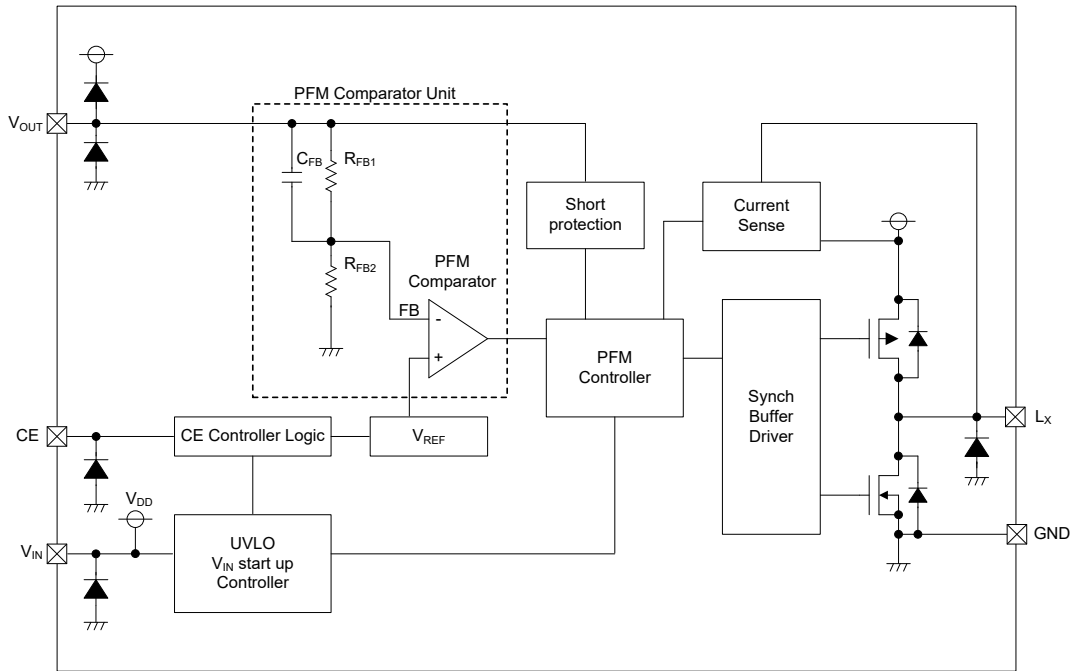 PFM Comparator Unit
VOUT
CFB
RFB1
Short
protection
Current
Sense
RFB2
PFM
Comparator
FB
-
+
PFM
Controller
Synch
Buffer
Driver
CE
CE Controller Logic
VREF
LX
VDD
VIN
UVLO
VIN start up
Controller
GND